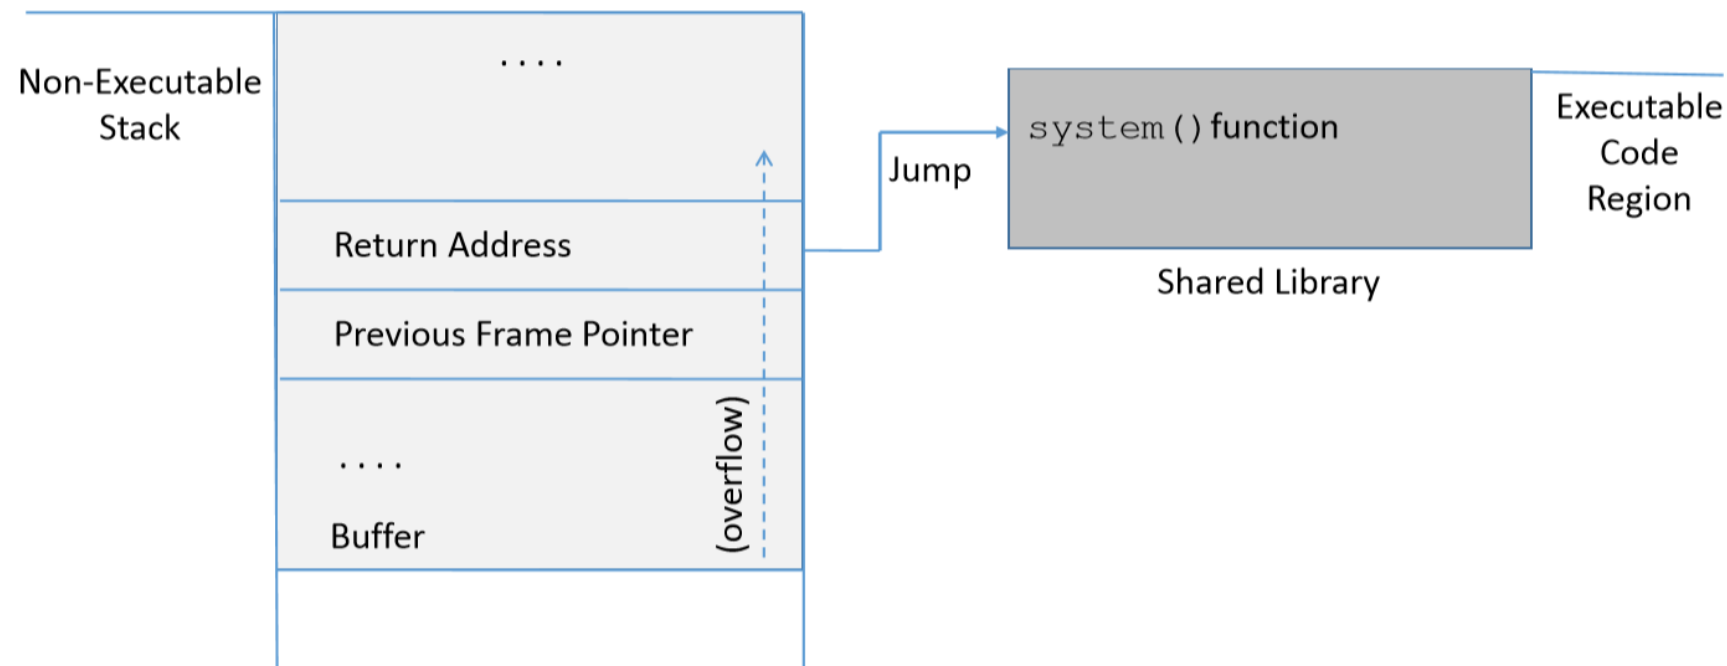 Non-Executable
Stack
....
Return Address
Previous Frame Pointer
....
Buffer
(overflow)
Jump
system() function
Shared Library
Executable
Code
Region